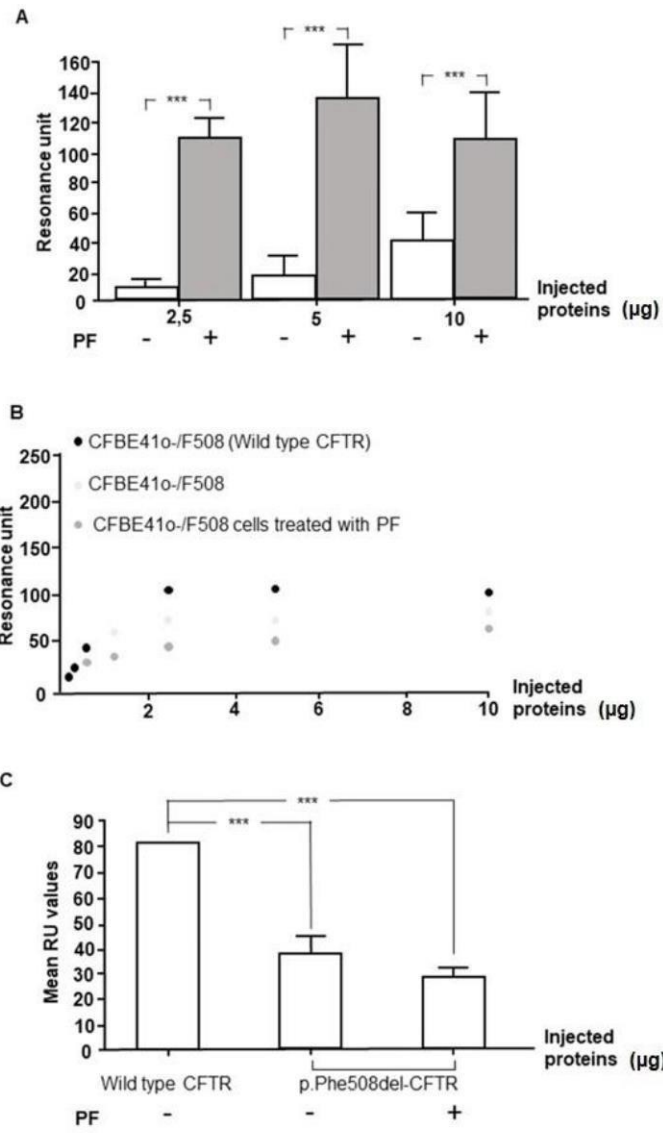 A
***
***
***
Resonance unit
160
140
120
100
80
60
40
20
0
2,5
5
10
Injected
proteins (μg)
PF
-
+
-
+
-
+
B
CFBE41o-/F508 (Wild type CFTR)
CFBE41o-/F508
CFBE41o-/F508 cells treated with PF
Resonance unit
250
200
150
100
50
0
2
4
6
8
10
Injected
proteins (μg)
C
***
***
Mean RU values
90
80
70
60
50
40
30
20
10
0
Injected
proteins (μg)
Wild type CFTR
p.Phe508del-CFTR
PF
-
-
+